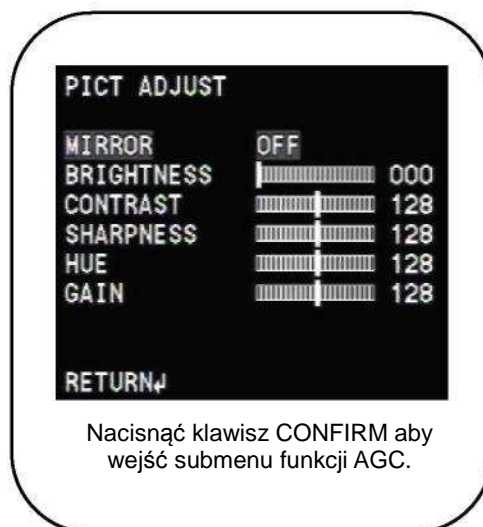 PICT ADJUST
MIRROR OFF
BRIGHTNESS 000
CONTRAST 128
SHARPNESS 128
HUE 128
GAIN 128
RETURN↲
Nacisnąć klawisz CONFIRM aby
wejść submenu funkcji AGC.